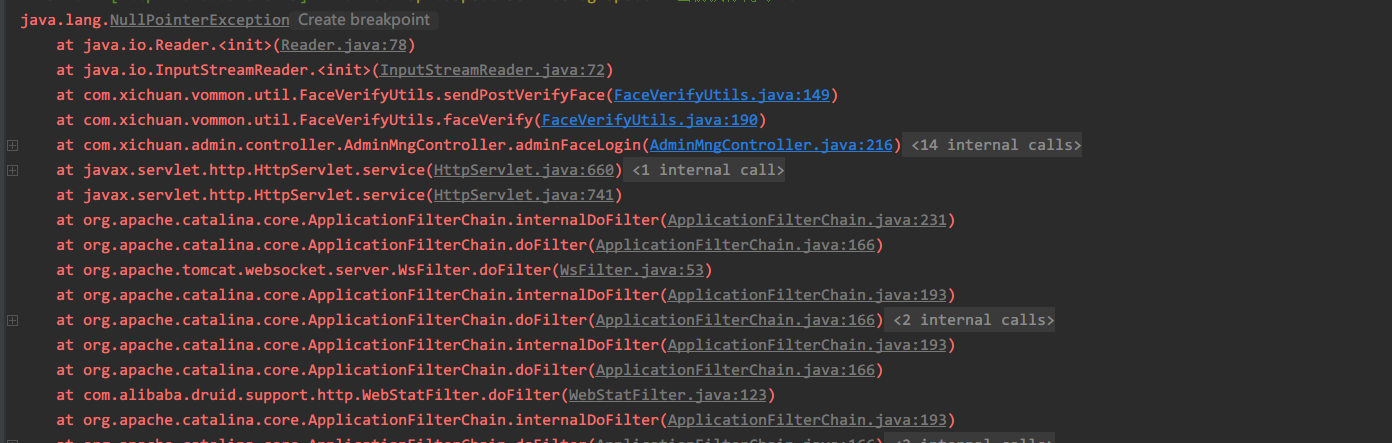 java.lang.NullPointerException Create breakpoint
at java.io.Reader.<init>(Reader.java:78)
at java.io.InputStreamReader.<init>(InputStreamReader.java:72)
at com.xichuan.vommon.util.FaceVerifyUtils.sendPostVerifyFace(FaceVerifyUtils.java:149)
at com.xichuan.vommon.util.FaceVerifyUtils.faceVerify(FaceVerifyUtils.java:190)
at com.xichuan.admin.controller.AdminMngController.adminFaceLogin(AdminMngController.java:216) <14 internal calls>
at javax.servlet.http.HttpServlet.service(HttpServlet.java:660) <1 internal call>
at javax.servlet.http.HttpServlet.service(HttpServlet.java:741)
at org.apache.catalina.core.ApplicationFilterChain.internalDoFilter(ApplicationFilterChain.java:231)
at org.apache.catalina.core.ApplicationFilterChain.doFilter(ApplicationFilterChain.java:166)
at org.apache.tomcat.websocket.server.WsFilter.doFilter(WsFilter.java:53)
at org.apache.catalina.core.ApplicationFilterChain.internalDoFilter(ApplicationFilterChain.java:193)
at org.apache.catalina.core.ApplicationFilterChain.doFilter(ApplicationFilterChain.java:166) <2 internal calls>
at org.apache.catalina.core.ApplicationFilterChain.internalDoFilter(ApplicationFilterChain.java:193)
at org.apache.catalina.core.ApplicationFilterChain.doFilter(ApplicationFilterChain.java:166)
at com.alibaba.druid.support.http.WebStatFilter.doFilter(WebStatFilter.java:123)
at org.apache.catalina.core.ApplicationFilterChain.internalDoFilter(ApplicationFilterChain.java:193)